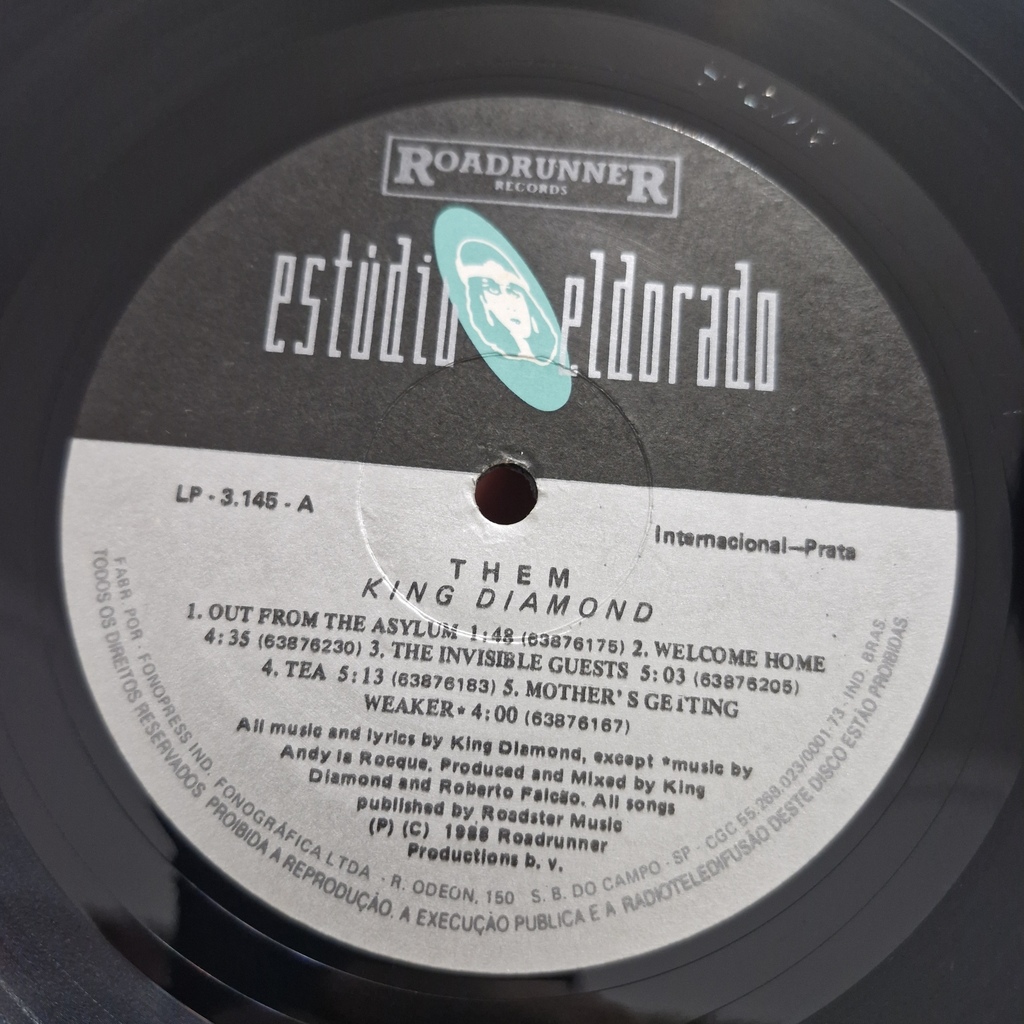 ROADRUNNER
RECORDS
estúdio eldorado
LP - 3.145 - A
Internacional—Prata
THEM
KING DIAMOND
1. OUT FROM THE ASYLUM 1:48 (63876175) 2. WELCOME HOME
4:35 (63876230) 3. THE INVISIBLE GUESTS 5:03 (63876205)
4. TEA 5:13 (63876183) 5. MOTHER'S GETTING
WEAKER* 4:00 (63876167)
All music and lyrics by King Diamond, except *music by
Andy la Rocque. Produced and Mixed by King
Diamond and Roberto Falcão. All songs
published by Roadster Music
(P) (C) 1988 Roadrunner
Productions b. v.
FABR POR · FONOPRESS IND. FONOGRÁFICA LTDA · R. ODEON, 150 S. B. DO CAMPO · SP · CGC 55.268.023/0001-73 · IND. BRAS.
TODOS OS DIREITOS RESERVADOS PROIBIDA A REPRODUÇÃO, A EXECUÇÃO PUBLICA E A RADIOTELEDIFUSÃO DESTE DISCO ESTÃO PROIBIDAS